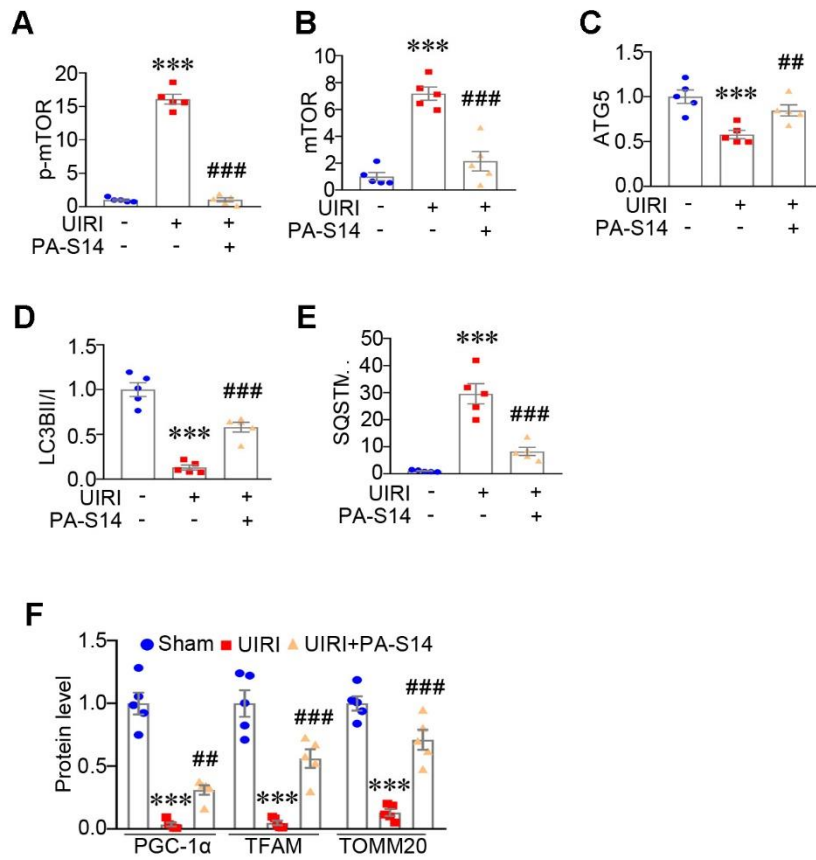 A
p-mTOR
20
15
10
5
0
***
###
UIRI - + +
PA-S14 - - +
B
mTOR
10
8
6
4
2
0
***
###
UIRI - + +
PA-S14 - - +
C
ATG5
1.5
1.0
0.5
0.0
***
##
UIRI - + +
PA-S14 - - +
D
LC3BII/I
1.5
1.0
0.5
0.0
***
###
UIRI - + +
PA-S14 - - +
E
SQSTM..
50
40
30
20
10
0
***
###
UIRI - + +
PA-S14 - - +
F
Protein level
1.5
1.0
0.5
0.0
Sham UIRI UIRI+PA-S14
*** ## *** ### *** ###
PGC-1α TFAM TOMM20